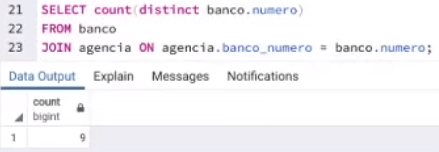 21 SELECT count(distinct banco.numero)
22 FROM banco
23 JOIN agencia ON agencia.banco_numero = banco.numero;
Data Output Explain Messages Notifications
count
bigint
1 9